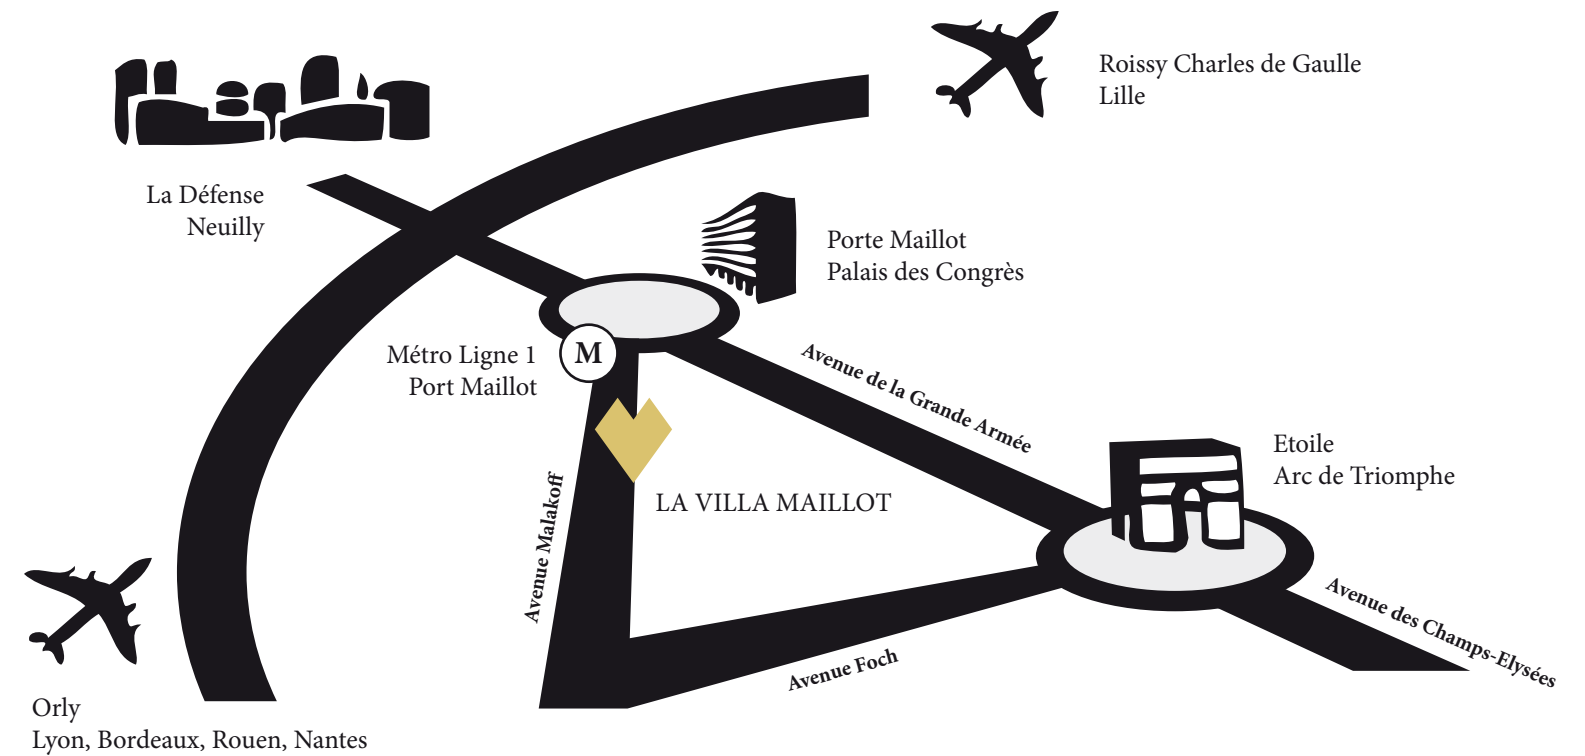 Roissy Charles de Gaulle
Lille
La Défense
Neuilly
Porte Maillot
Palais des Congrès
Métro Ligne 1
Port Maillot
M
Avenue de la Grande Armée
Etoile
Arc de Triomphe
LA VILLA MAILLOT
Avenue Malakoff
Avenue des Champs-Elysées
Avenue Foch
Orly
Lyon, Bordeaux, Rouen, Nantes